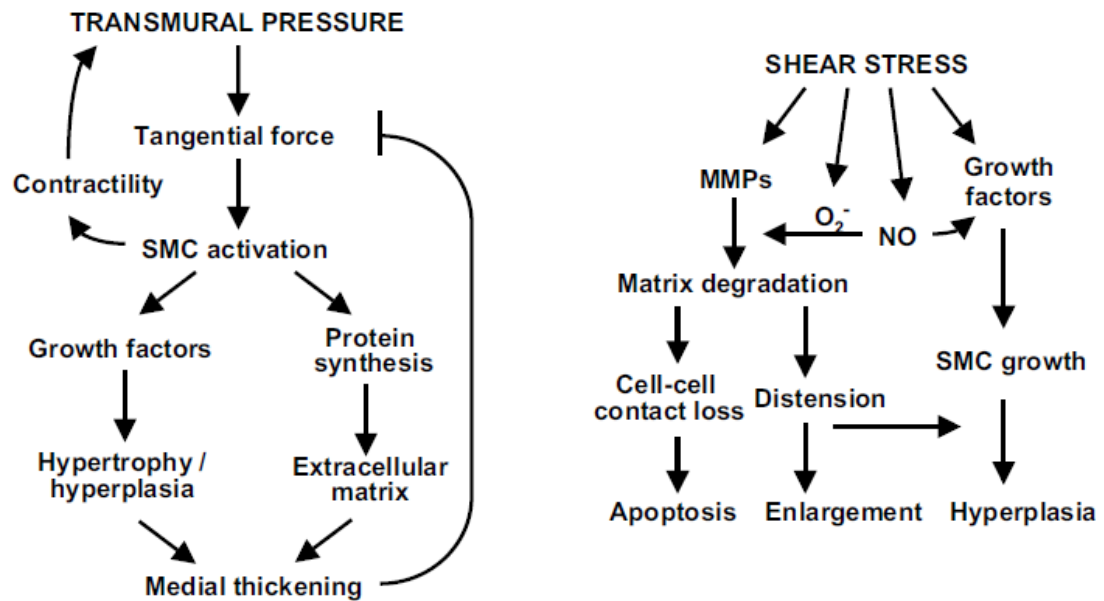 TRANSMURAL PRESSURE
Tangential force
Contractility
SMC activation
Growth factors
Protein
synthesis
Hypertrophy /
hyperplasia
Extracellular
matrix
Medial thickening
SHEAR STRESS
MMPs
O₂⁻
NO
Growth
factors
Matrix degradation
SMC growth
Cell-cell
contact loss
Distension
Apoptosis
Enlargement
Hyperplasia